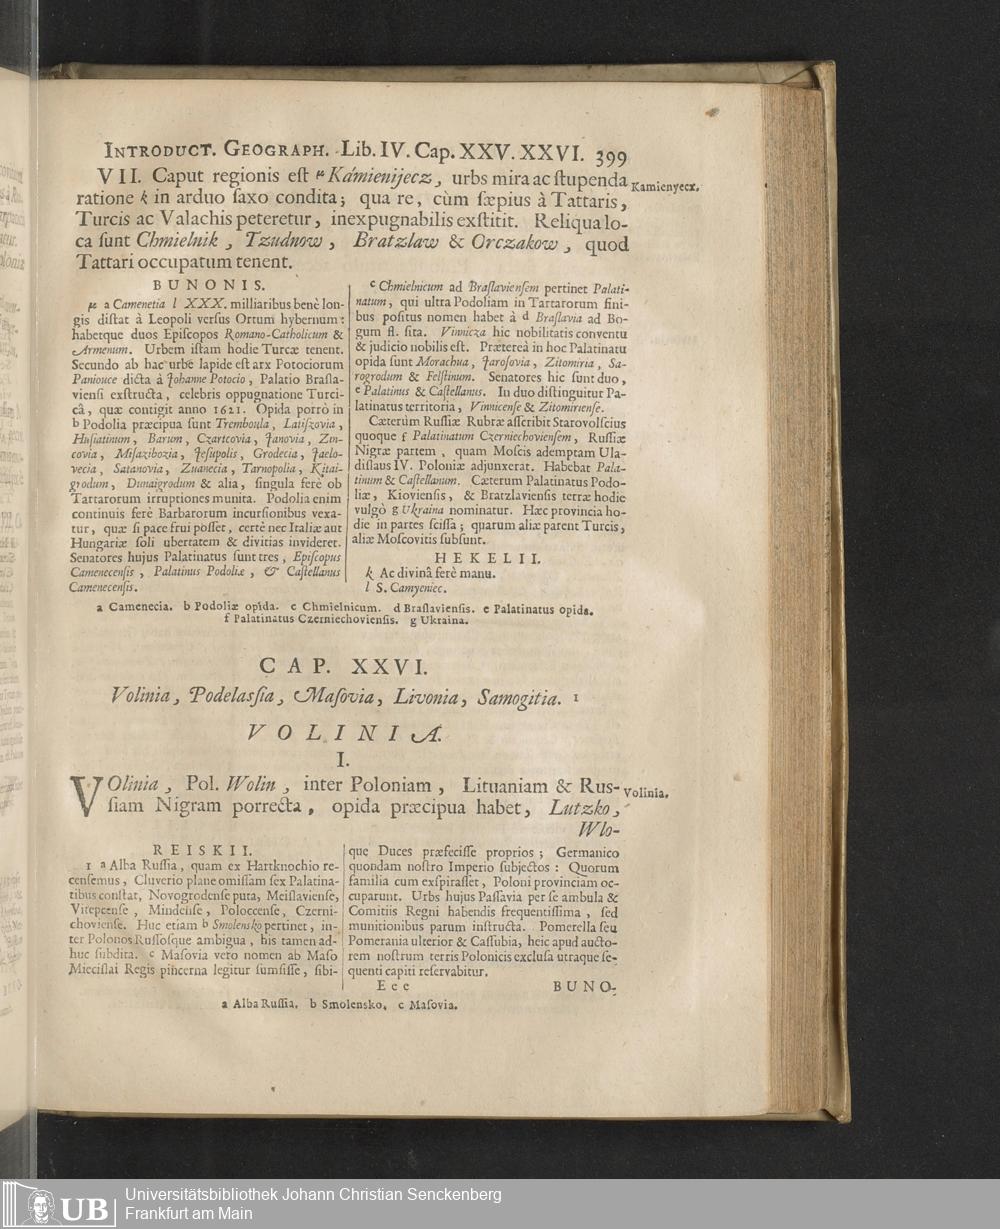 INTRODUCT. GEOGRAPH. Lib. IV. Cap. XXV. XXVI. 399
VII. Caput regionis eſt μ Kámienijecz, urbs mira ac ſtupenda
Kamienyecz.
ratione k in arduo ſaxo condita; qua re, cùm ſæpius à Tattaris,
Turcis ac Valachis peteretur, inexpugnabilis exſtitit. Reliqua lo-
ca ſunt Chmielnik, Tzudnow, Bratzlaw & Orczakow, quod
Tattari occupatum tenent.
BUNONIS.
μ a Camenetia l XXX. milliaribus benè lon-
gis diſtat à Leopoli verſus Ortum hybernum:
habetque duos Epiſcopos Romano-Catholicum &
Armenum. Urbem iſtam hodie Turcæ tenent.
Secundo ab hac urbe lapide eſt arx Potociorum
Paniouce dicta à Johanne Potocio, Palatio Braſla-
vienſi exſtructa, celebris oppugnatione Turci-
câ, quæ contigit anno 1621. Opida porrò in
b Podolia præcipua ſunt Tremboula, Latiſzovia,
Huſiatinum, Barum, Czartcovia, Janovia, Zin-
covia, Miſaxibozia, Jeſupolis, Grodecia, Jaelo-
vecia, Satanovia, Zuanecia, Tarnopolia, Kitai-
grodum, Dunaigrodum & alia, ſingula ferè ob
Tartarorum irruptiones munita. Podolia enim
continuis ferè Barbarorum incurſionibus vexa-
tur, quæ ſi pace frui poſſet, certè nec Italiæ aut
Hungariæ ſoli ubertatem & divitias invideret.
Senatores hujus Palatinatus ſunt tres, Epiſcopus
Camenecenſis, Palatinus Podoliæ, & Caſtellanus
Camenecenſis.
c Chmielnicum ad Braſlavienſem pertinet Palati-
natum, qui ultra Podoliam in Tartarorum fini-
bus poſitus nomen habet à d Braſlavia ad Bo-
gum fl. ſita. Vinnicza hic nobilitatis conventu
& judicio nobilis eſt. Prætereà in hoc Palatinatu
opida ſunt Morachua, Jaroſovia, Zitomiria, Sa-
rogrodum & Felſtinum. Senatores hic ſunt duo,
e Palatinus & Caſtellanus. In duo diſtinguitur Pa-
latinatus territoria, Vinnicenſe & Zitomirienſe.
Cæterùm Ruſſiæ Rubræ aſſcribit Starovolſcius
quoque f Palatinatum Czerniechovienſem, Ruſſiæ
Nigræ partem, quam Moſcis ademptam Ula-
diſlaus IV. Poloniæ adjunxerat. Habebat Pala-
tinum & Caſtellanum. Cæterum Palatinatus Podo-
liæ, Kiovienſis, & Bratzlavienſis terræ hodie
vulgò g Ukraina nominatur. Hæc provincia ho-
die in partes ſciſſa; quarum aliæ parent Turcis,
aliæ Moſcovitis ſubſunt.
HEKELII.
k Ac divinâ ferè manu.
l S. Camyeniec.
a Camenecia. b Podoliæ opida. c Chmielnicum. d Braſlavienſis. e Palatinatus opida.
f Palatinatus Czerniechovienſis. g Ukraina.
CAP. XXVI.
Volinia, Podelasſia, Maſovia, Livonia, Samogitia. 1
VOLINIA.
I.
VOlinia, Pol. Wolin, inter Poloniam, Lituaniam & Rus-
Volinia.
ſiam Nigram porrecta, opida præcipua habet, Lutzko,
Wlo-
REISKII.
1 a Alba Ruſſia, quam ex Hartknochio re-
cenſemus, Cluverio plane omiſſam ſex Palatina-
tibus conſtat, Novogrodenſe puta, Meiſlavienſe,
Vitepcenſe, Mindenſe, Poloccenſe, Czerni-
chovienſe. Huc etiam b Smolensko pertinet, in-
ter Polonos Ruſſosque ambigua, his tamen ad-
huc ſubdita. c Maſovia vero nomen ab Maſo
Mieciſlai Regis pincerna legitur ſumſiſſe, ſibi-
que Duces præfeciſſe proprios; Germanico
quondam noſtro Imperio ſubjectos: Quorum
familia cum exſpiraſſet, Poloni provinciam oc-
cuparunt. Urbs hujus Paſſavia per ſe ambula &
Comitiis Regni habendis frequentiſſima, ſed
munitionibus parum inſtructa. Pomerella ſeu
Pomerania ulterior & Caſſubia, heic apud aucto-
rem noſtrum terris Polonicis excluſa utraque ſe-
quenti capiti reſervabitur.
Eee
BUNO-
a Alba Ruſſia. b Smolensko. c Maſovia.
UB
Universitätsbibliothek Johann Christian Senckenberg
Frankfurt am Main